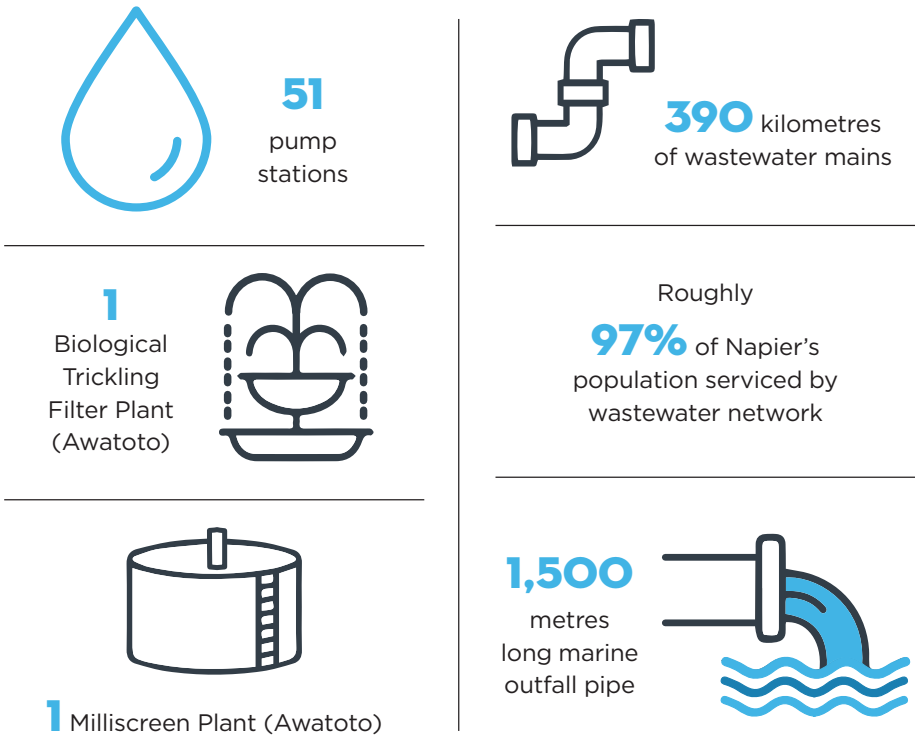 51
pump
stations
1
Biological
Trickling
Filter Plant
(Awatoto)
1 Milliscreen Plant (Awatoto)
390 kilometres
of wastewater mains
Roughly
97% of Napier’s
population serviced by
wastewater network
1,500
metres
long marine
outfall pipe